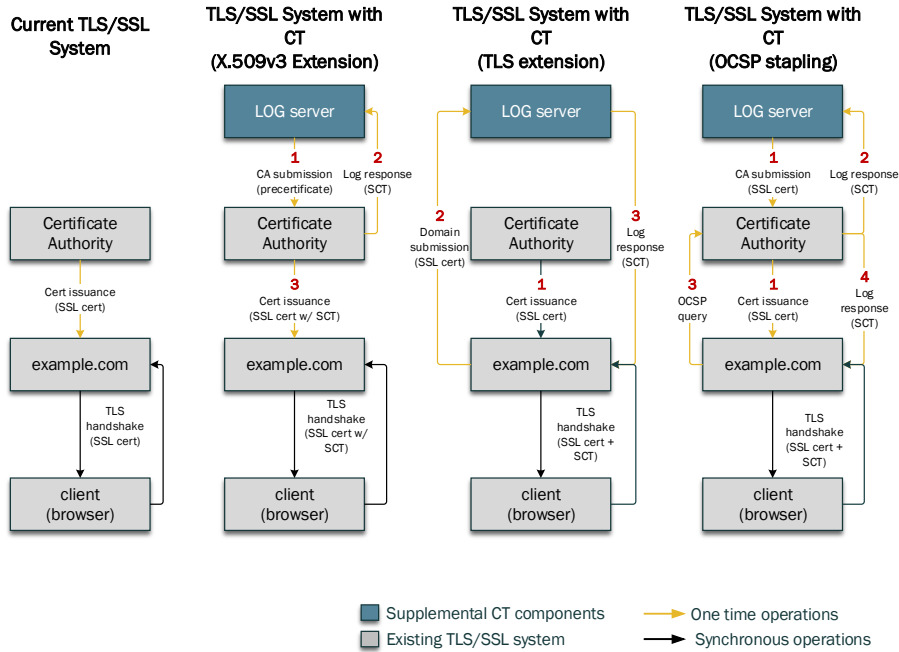 Current TLS/SSL
System
TLS/SSL System with
CT
(X.509v3 Extension)
TLS/SSL System with
CT
(TLS extension)
TLS/SSL System with
CT
(OCSP stapling)
LOG server
1
CA submission
(precertificate)
2
Log response
(SCT)
Certificate
Authority
Cert issuance
(SSL cert)
example.com
TLS
handshake
(SSL cert)
client
(browser)
Certificate
Authority
3
Cert issuance
(SSL cert w/ SCT)
example.com
TLS
handshake
(SSL cert w/
SCT)
client
(browser)
LOG server
2
Domain
submission
(SSL cert)
3
Log
response
(SCT)
Certificate
Authority
1
Cert issuance
(SSL cert)
example.com
TLS
handshake
(SSL cert +
SCT)
client
(browser)
LOG server
1
CA submission
(SSL cert)
2
Log response
(SCT)
Certificate
Authority
3
OCSP
query
1
Cert issuance
(SSL cert)
4
Log
response
(SCT)
example.com
TLS
handshake
(SSL cert +
SCT)
client
(browser)
Supplemental CT components
One time operations
Existing TLS/SSL system
Synchronous operations